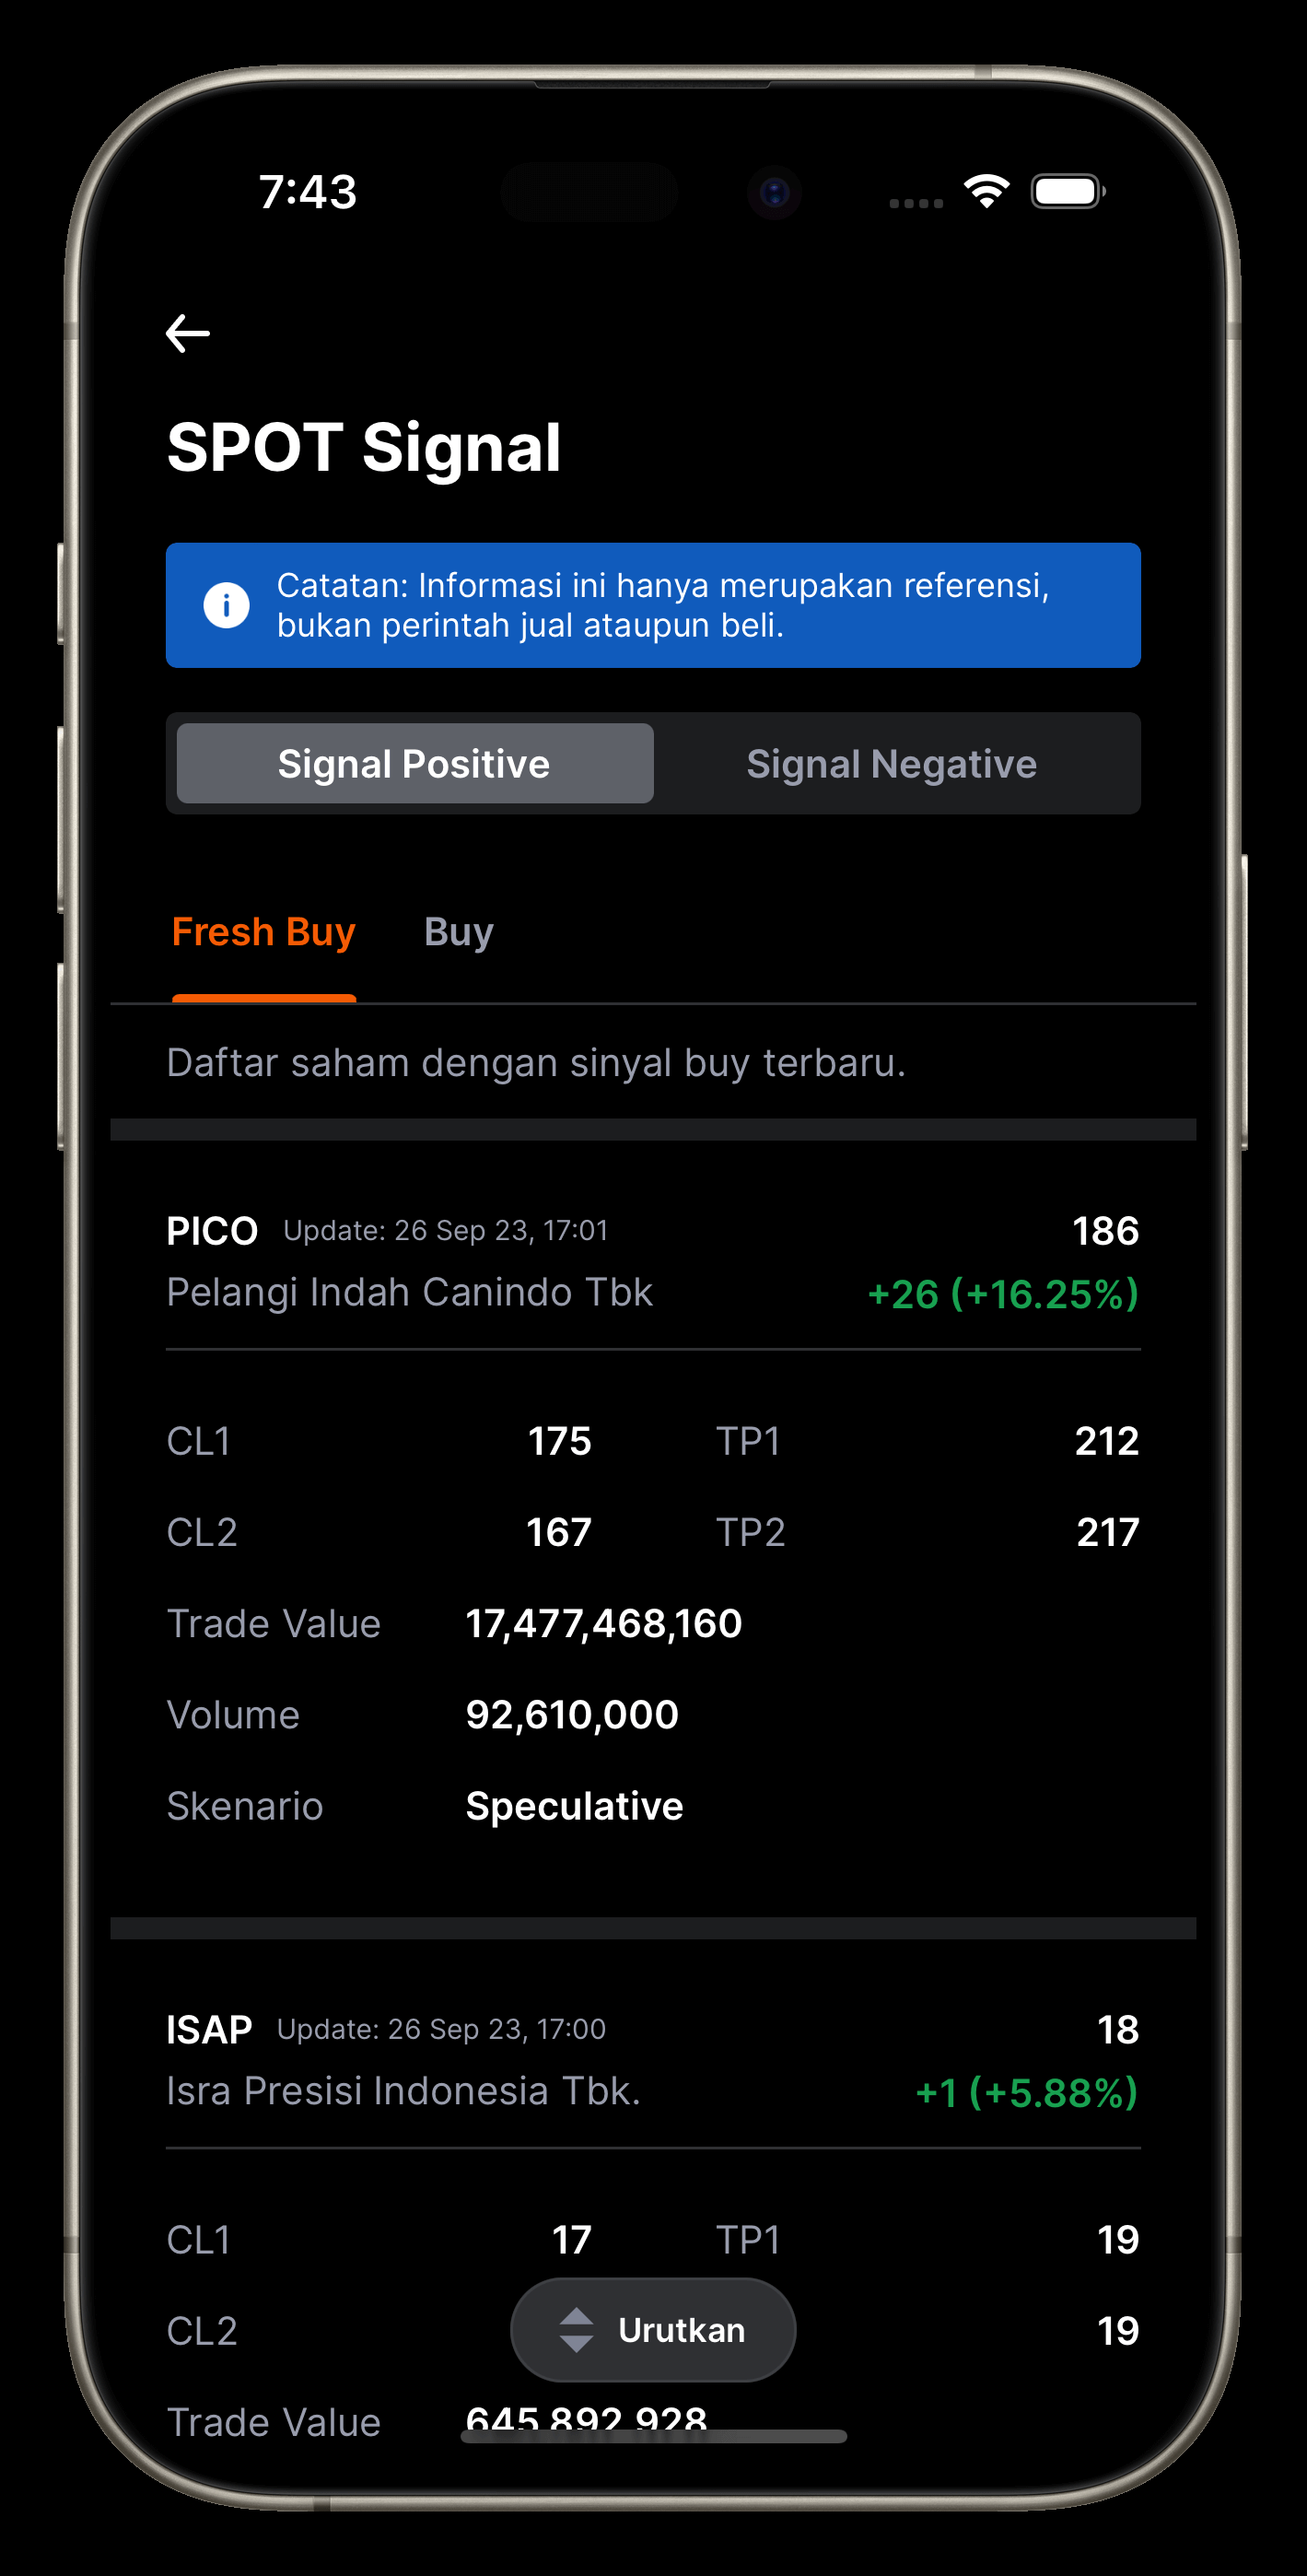 7:43
SPOT Signal
Catatan: Informasi ini hanya merupakan referensi,
bukan perintah jual ataupun beli.
Signal Positive Signal Negative
Fresh Buy Buy
Daftar saham dengan sinyal buy terbaru.
PICO Update: 26 Sep 23, 17:01 186
Pelangi Indah Canindo Tbk +26 (+16.25%)
CL1 175 TP1 212
CL2 167 TP2 217
Trade Value 17,477,468,160
Volume 92,610,000
Skenario Speculative
ISAP Update: 26 Sep 23, 17:00 18
Isra Presisi Indonesia Tbk. +1 (+5.88%)
CL1 17 TP1 19
CL2 19
Urutkan
Trade Value 645,892,928